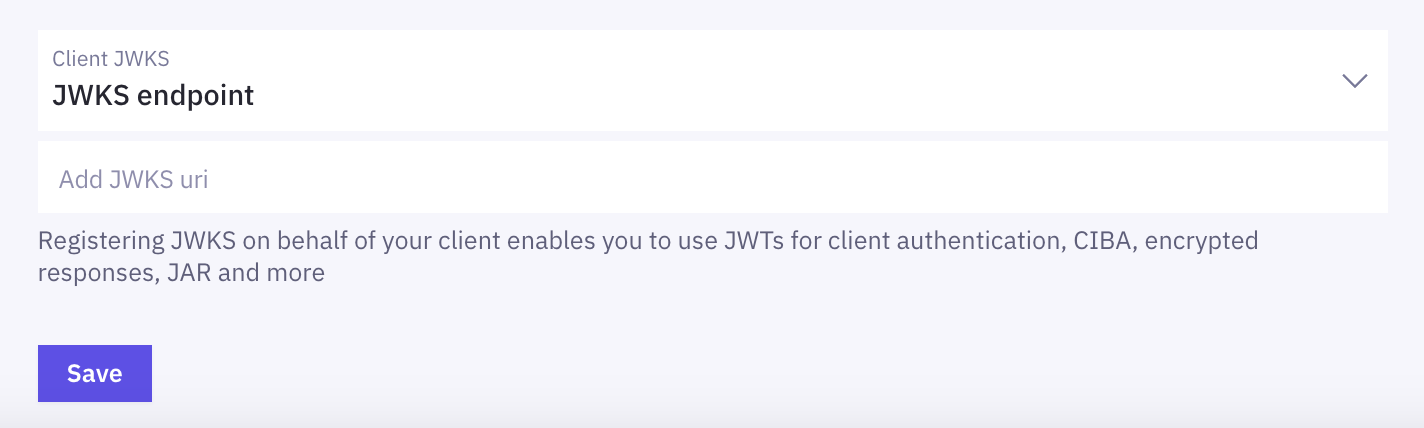 Client JWKS
JWKS endpoint
Add JWKS uri
Registering JWKS on behalf of your client enables you to use JWTs for client authentication, CIBA, encrypted
responses, JAR and more
Save